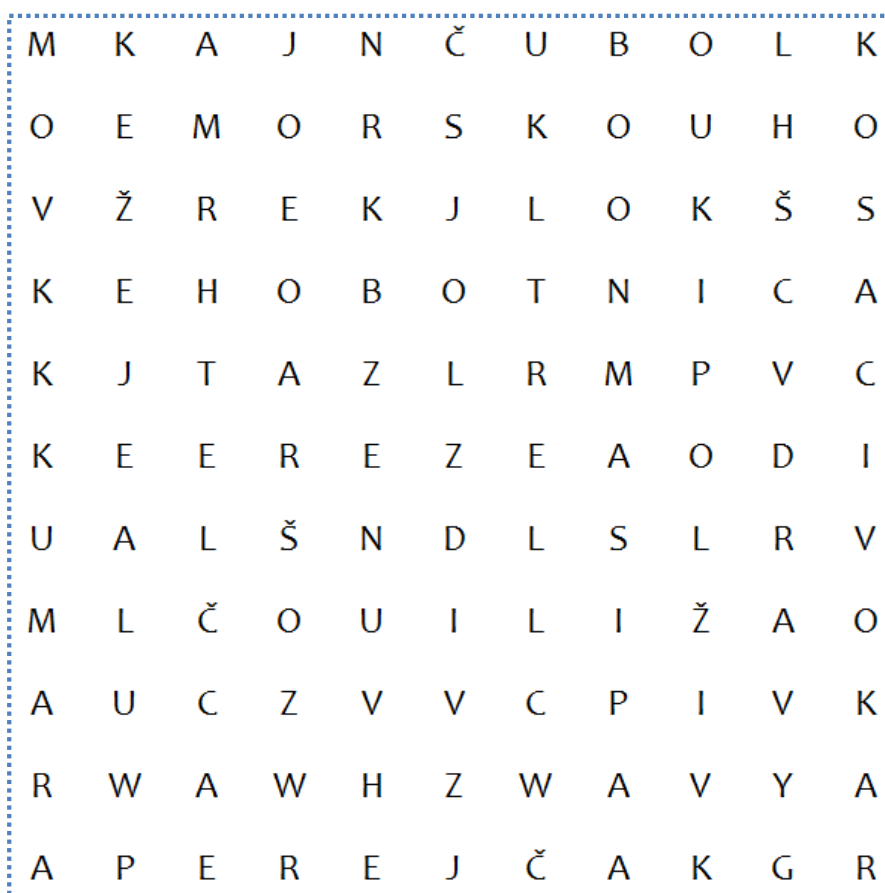 M K A J N Č U B O L K
O E M O R S K O U H O
V Ž R E K J L O K Š S
K E H O B O T N I C A
K J T A Z L R M P V C
K E E R E Z E A O D I
U A L Š N D L S L R V
M L Č O U I L I Ž A O
A U C Z V V C P I V K
R W A W H Z W A V Y A
A P E R E J Č A K G R